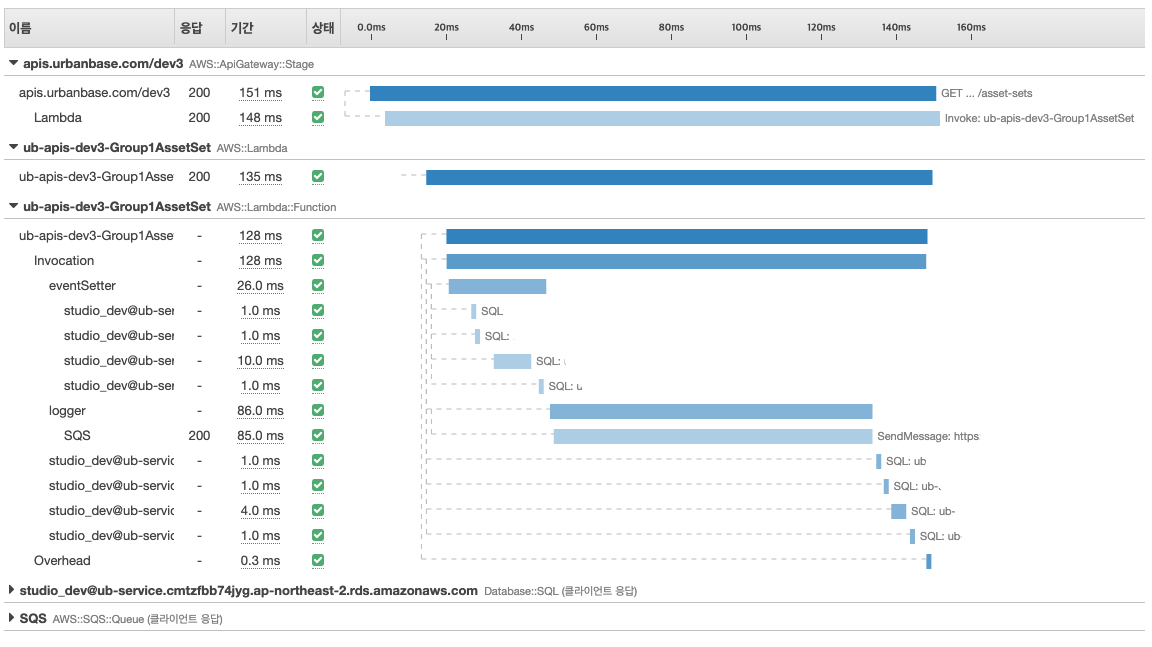 이름 응답 기간 상태 0.0ms 20ms 40ms 60ms 80ms 100ms 120ms 140ms 160ms
apis.urbanbase.com/dev3 AWS::ApiGateway::Stage
apis.urbanbase.com/dev3 200 151 ms GET ... /asset-sets
Lambda 200 148 ms Invoke: ub-apis-dev3-Group1AssetSet
ub-apis-dev3-Group1AssetSet AWS::Lambda
ub-apis-dev3-Group1Asse 200 135 ms
ub-apis-dev3-Group1AssetSet AWS::Lambda::Function
ub-apis-dev3-Group1Asse - 128 ms
Invocation - 128 ms
eventSetter - 26.0 ms
studio_dev@ub-ser - 1.0 ms SQL
studio_dev@ub-ser - 1.0 ms SQL:
studio_dev@ub-ser - 10.0 ms SQL:
studio_dev@ub-ser - 1.0 ms SQL: u
logger - 86.0 ms
SQS 200 85.0 ms SendMessage: https
studio_dev@ub-servic - 1.0 ms SQL: ub
studio_dev@ub-servic - 1.0 ms SQL: ub-
studio_dev@ub-servic - 4.0 ms SQL: ub-
studio_dev@ub-servic - 1.0 ms SQL: ub
Overhead - 0.3 ms
studio_dev@ub-service.cmtzfbb74jyg.ap-northeast-2.rds.amazonaws.com Database::SQL (클라이언트 응답)
SQS AWS::SQS::Queue (클라이언트 응답)